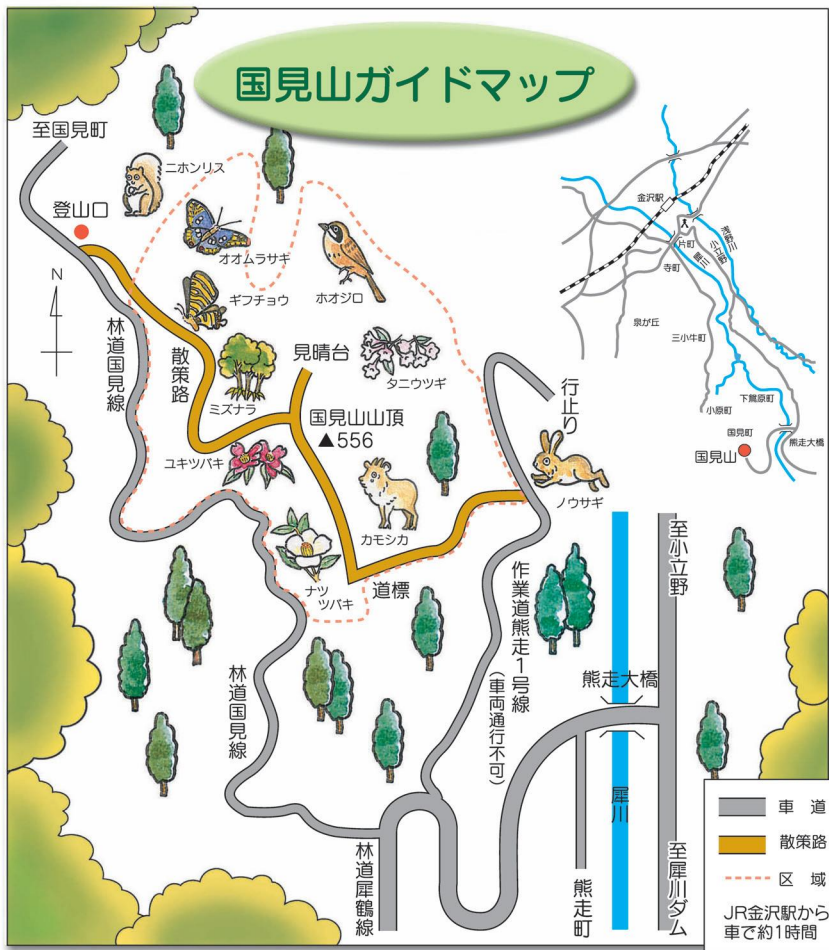 国見山ガイドマップ
至国見町
ニホンリス
登山口
オオムラサギ
ホオジロ
ギフチョウ
N
林道国見線
散策路
見晴台
タニウツギ
ミズナラ
国見山山頂
▲556
行止り
ユキツバキ
カモシカ
ノウサギ
ナツ
ツバキ
道標
作業道熊走1号線
(車両通行不可)
林道国見線
熊走大橋
至小立野
犀川
林道犀鶴線
熊走町
至犀川ダム
金沢駅
片町
犀川
小立野
浅野川
寺町
泉が丘
三小牛町
小原町
下鴛原町
国見町
熊走大橋
国見山
車道
散策路
区域
JR金沢駅から
車で約1時間